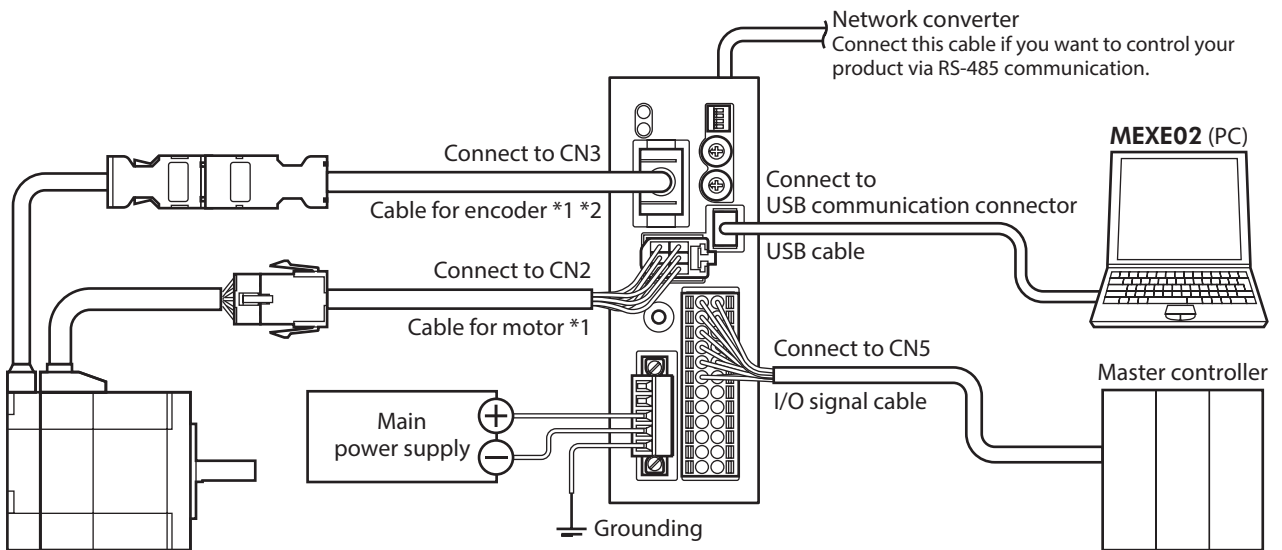 Network converter
Connect this cable if you want to control your
product via RS-485 communication.
MEXE02 (PC)
Connect to CN3
Cable for encoder *1 *2
Connect to
USB communication connector
USB cable
Connect to CN2
Cable for motor *1
Connect to CN5
I/O signal cable
Master controller
Main
power supply
+
−
Grounding